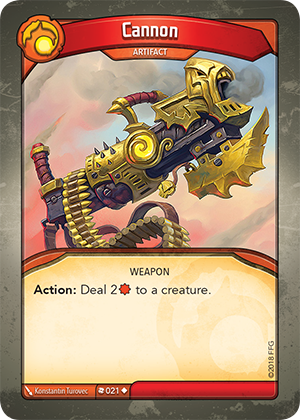 Cannon
ARTIFACT
WEAPON
Action: Deal 2 to a creature.
©2018 FFG
Konstantin Turovec
021